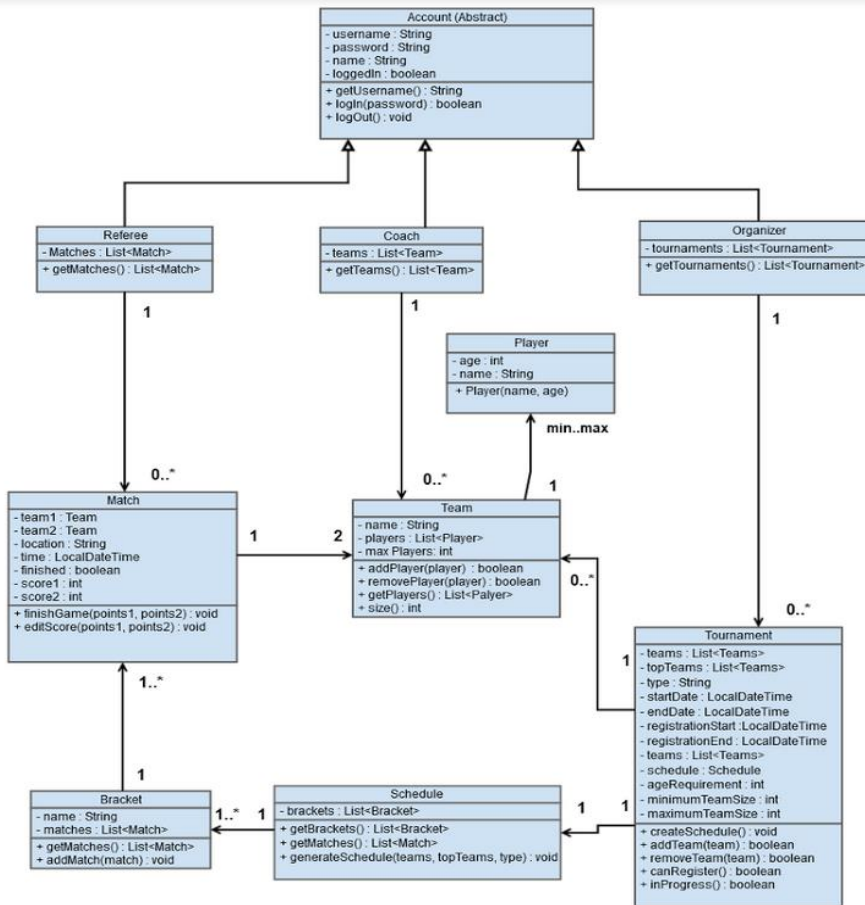 Account (Abstract)
- username : String
- password : String
- name : String
- loggedIn : boolean
+ getUsername() : String
+ logIn(password) : boolean
+ logOut() : void
Referee
- Matches : List<Match>
+ getMatches() : List<Match>
Coach
- teams : List<Team>
+ getTeams() : List<Team>
Organizer
- tournaments : List<Tournament>
+ getTournaments() : List<Tournament>
1
1
1
Player
- age : int
- name : String
+ Player(name, age)
min..max
0..*
0..*
1
0..*
Match
- team1 : Team
- team2 : Team
- location : String
- time : LocalDateTime
- finished : boolean
- score1 : int
- score2 : int
+ finishGame(points1, points2) : void
+ editScore(points1, points2) : void
1
2
Team
- name : String
- players : List<Player>
- max Players: int
+ addPlayer(player) : boolean
+ removePlayer(player) : boolean
+ getPlayers() : List<Palyer>
+ size() : int
0..*
1
Tournament
- teams : List<Teams>
- topTeams : List<Teams>
- type : String
- startDate : LocalDateTime
- endDate : LocalDateTime
- registrationStart :LocalDateTime
- registrationEnd : LocalDateTime
- teams : List<Teams>
- schedule : Schedule
- ageRequirement : int
- minimumTeamSize : int
- maximumTeamSize : int
+ createSchedule() : void
+ addTeam(team) : boolean
+ removeTeam(team) : boolean
+ canRegister() : boolean
+ inProgress() : boolean
1..*
1
Bracket
- name : String
- matches : List<Match>
+ getMatches() : List<Match>
+ addMatch(match) : void
1..*
1
Schedule
- brackets : List<Bracket>
+ getBrackets() : List<Bracket>
+ getMatches() : List<Match>
+ generateSchedule(teams, topTeams, type) : void
1
1